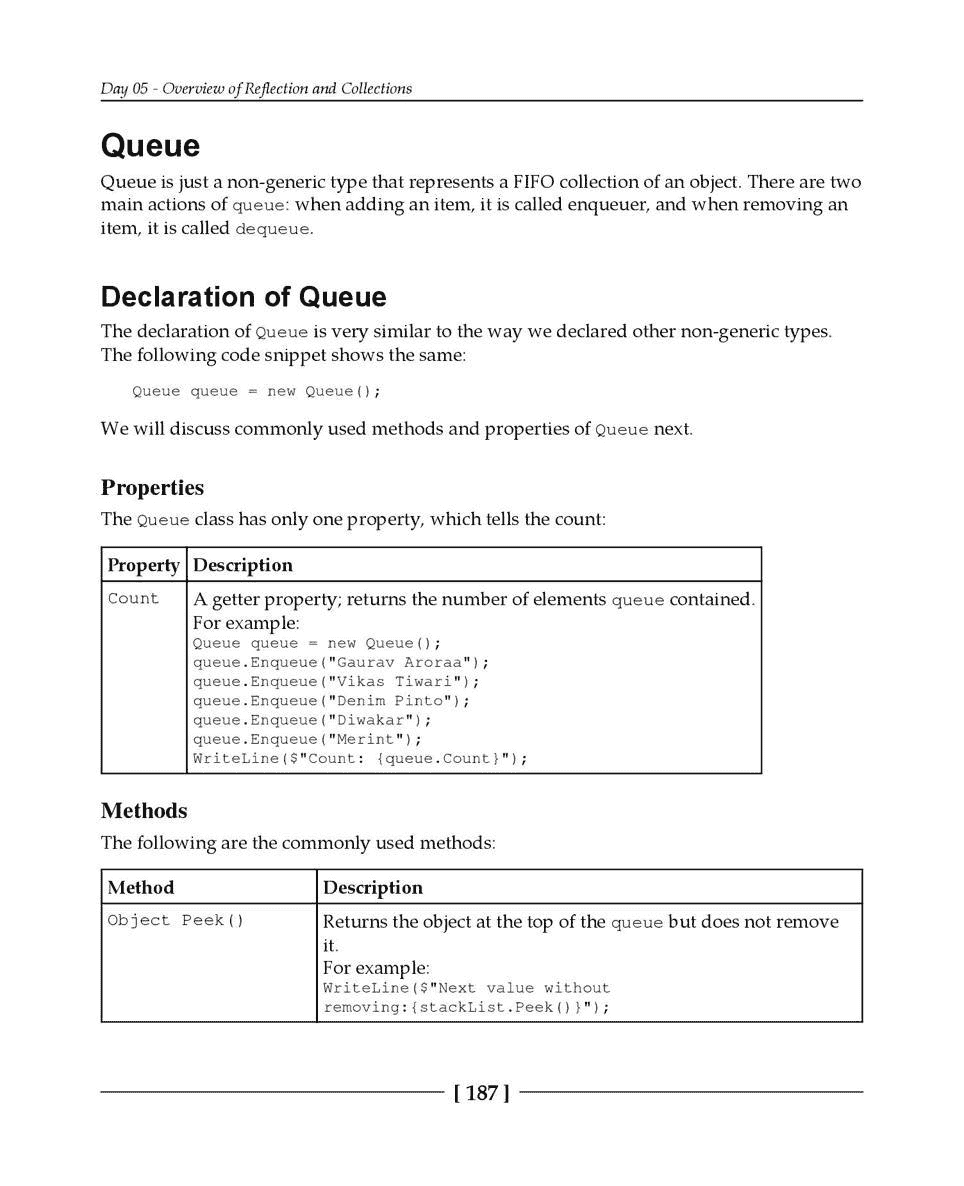 Day 05 - Overview of Reflection and Collections
Queue
Queue is just a non-generic type that represents a FIFO collection of an object. There are two
main actions of queue: when adding an item, it is called enqueuer, and when removing an
item, it is called dequeue.
Declaration of Queue
The declaration of Queue is very similar to the way we declared other non-generic types.
The following code snippet shows the same:
Queue queue = new Queue();
We will discuss commonly used methods and properties of Queue next.
Properties
The Queue class has only one property, which tells the count:
Property Description
Count A getter property; returns the number of elements queue contained.
For example:
Queue queue = new Queue();
queue.Enqueue("Gaurav Aroraa");
queue.Enqueue("Vikas Tiwari");
queue.Enqueue("Denim Pinto");
queue.Enqueue("Diwakar");
queue.Enqueue("Merint");
WriteLine($"Count: {queue.Count}");
Methods
The following are the commonly used methods:
Method Description
Object Peek() Returns the object at the top of the queue but does not remove
it.
For example:
WriteLine($"Next value without
removing:{stackList.Peek()}");
[ 187 ]